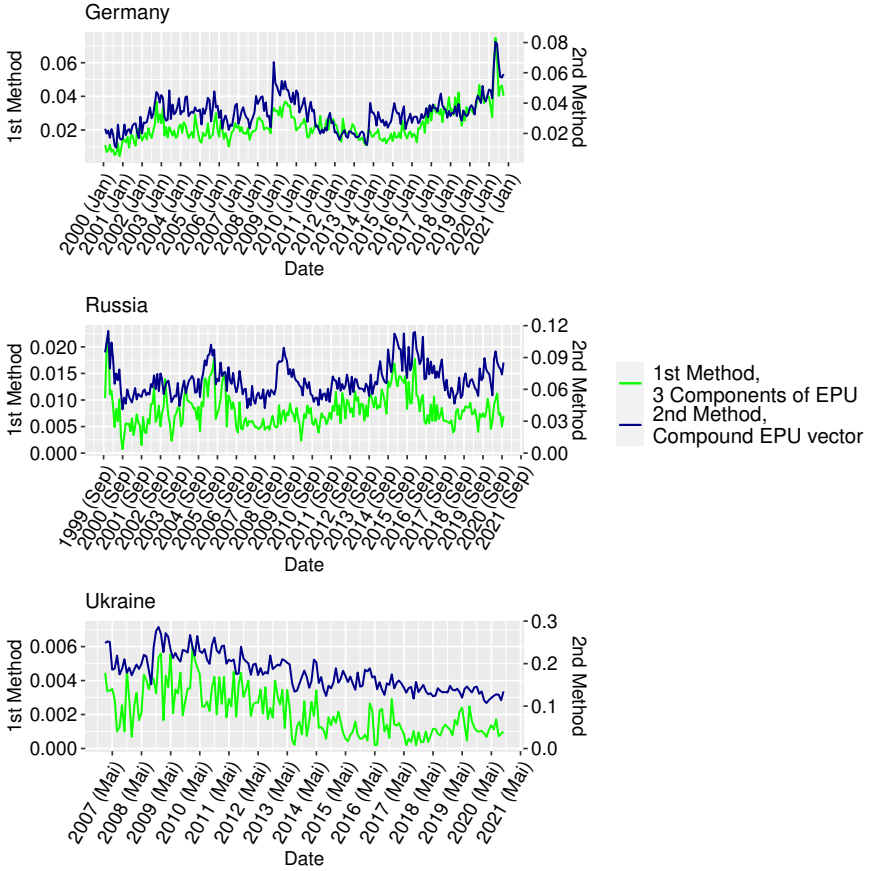 Germany
1st Method
0.06
0.04
0.02
0.08
0.06
0.04
0.02
2nd Method
2000 (Jan)
2001 (Jan)
2002 (Jan)
2003 (Jan)
2004 (Jan)
2005 (Jan)
2006 (Jan)
2007 (Jan)
2008 (Jan)
2009 (Jan)
2010 (Jan)
2011 (Jan)
2012 (Jan)
2013 (Jan)
2014 (Jan)
2015 (Jan)
2016 (Jan)
2017 (Jan)
2018 (Jan)
2019 (Jan)
2020 (Jan)
2021 (Jan)
Date
Russia
1st Method
0.020
0.015
0.010
0.005
0.000
0.12
0.09
0.06
0.03
0.00
2nd Method
1999 (Sep)
2000 (Sep)
2001 (Sep)
2002 (Sep)
2003 (Sep)
2004 (Sep)
2005 (Sep)
2006 (Sep)
2007 (Sep)
2008 (Sep)
2009 (Sep)
2010 (Sep)
2011 (Sep)
2012 (Sep)
2013 (Sep)
2014 (Sep)
2015 (Sep)
2016 (Sep)
2017 (Sep)
2018 (Sep)
2019 (Sep)
2020 (Sep)
2021 (Sep)
Date
1st Method,
3 Components of EPU
2nd Method,
Compound EPU vector
Ukraine
1st Method
0.006
0.004
0.002
0.000
0.3
0.2
0.1
0.0
2nd Method
2007 (Mai)
2008 (Mai)
2009 (Mai)
2010 (Mai)
2011 (Mai)
2012 (Mai)
2013 (Mai)
2014 (Mai)
2015 (Mai)
2016 (Mai)
2017 (Mai)
2018 (Mai)
2019 (Mai)
2020 (Mai)
2021 (Mai)
Date